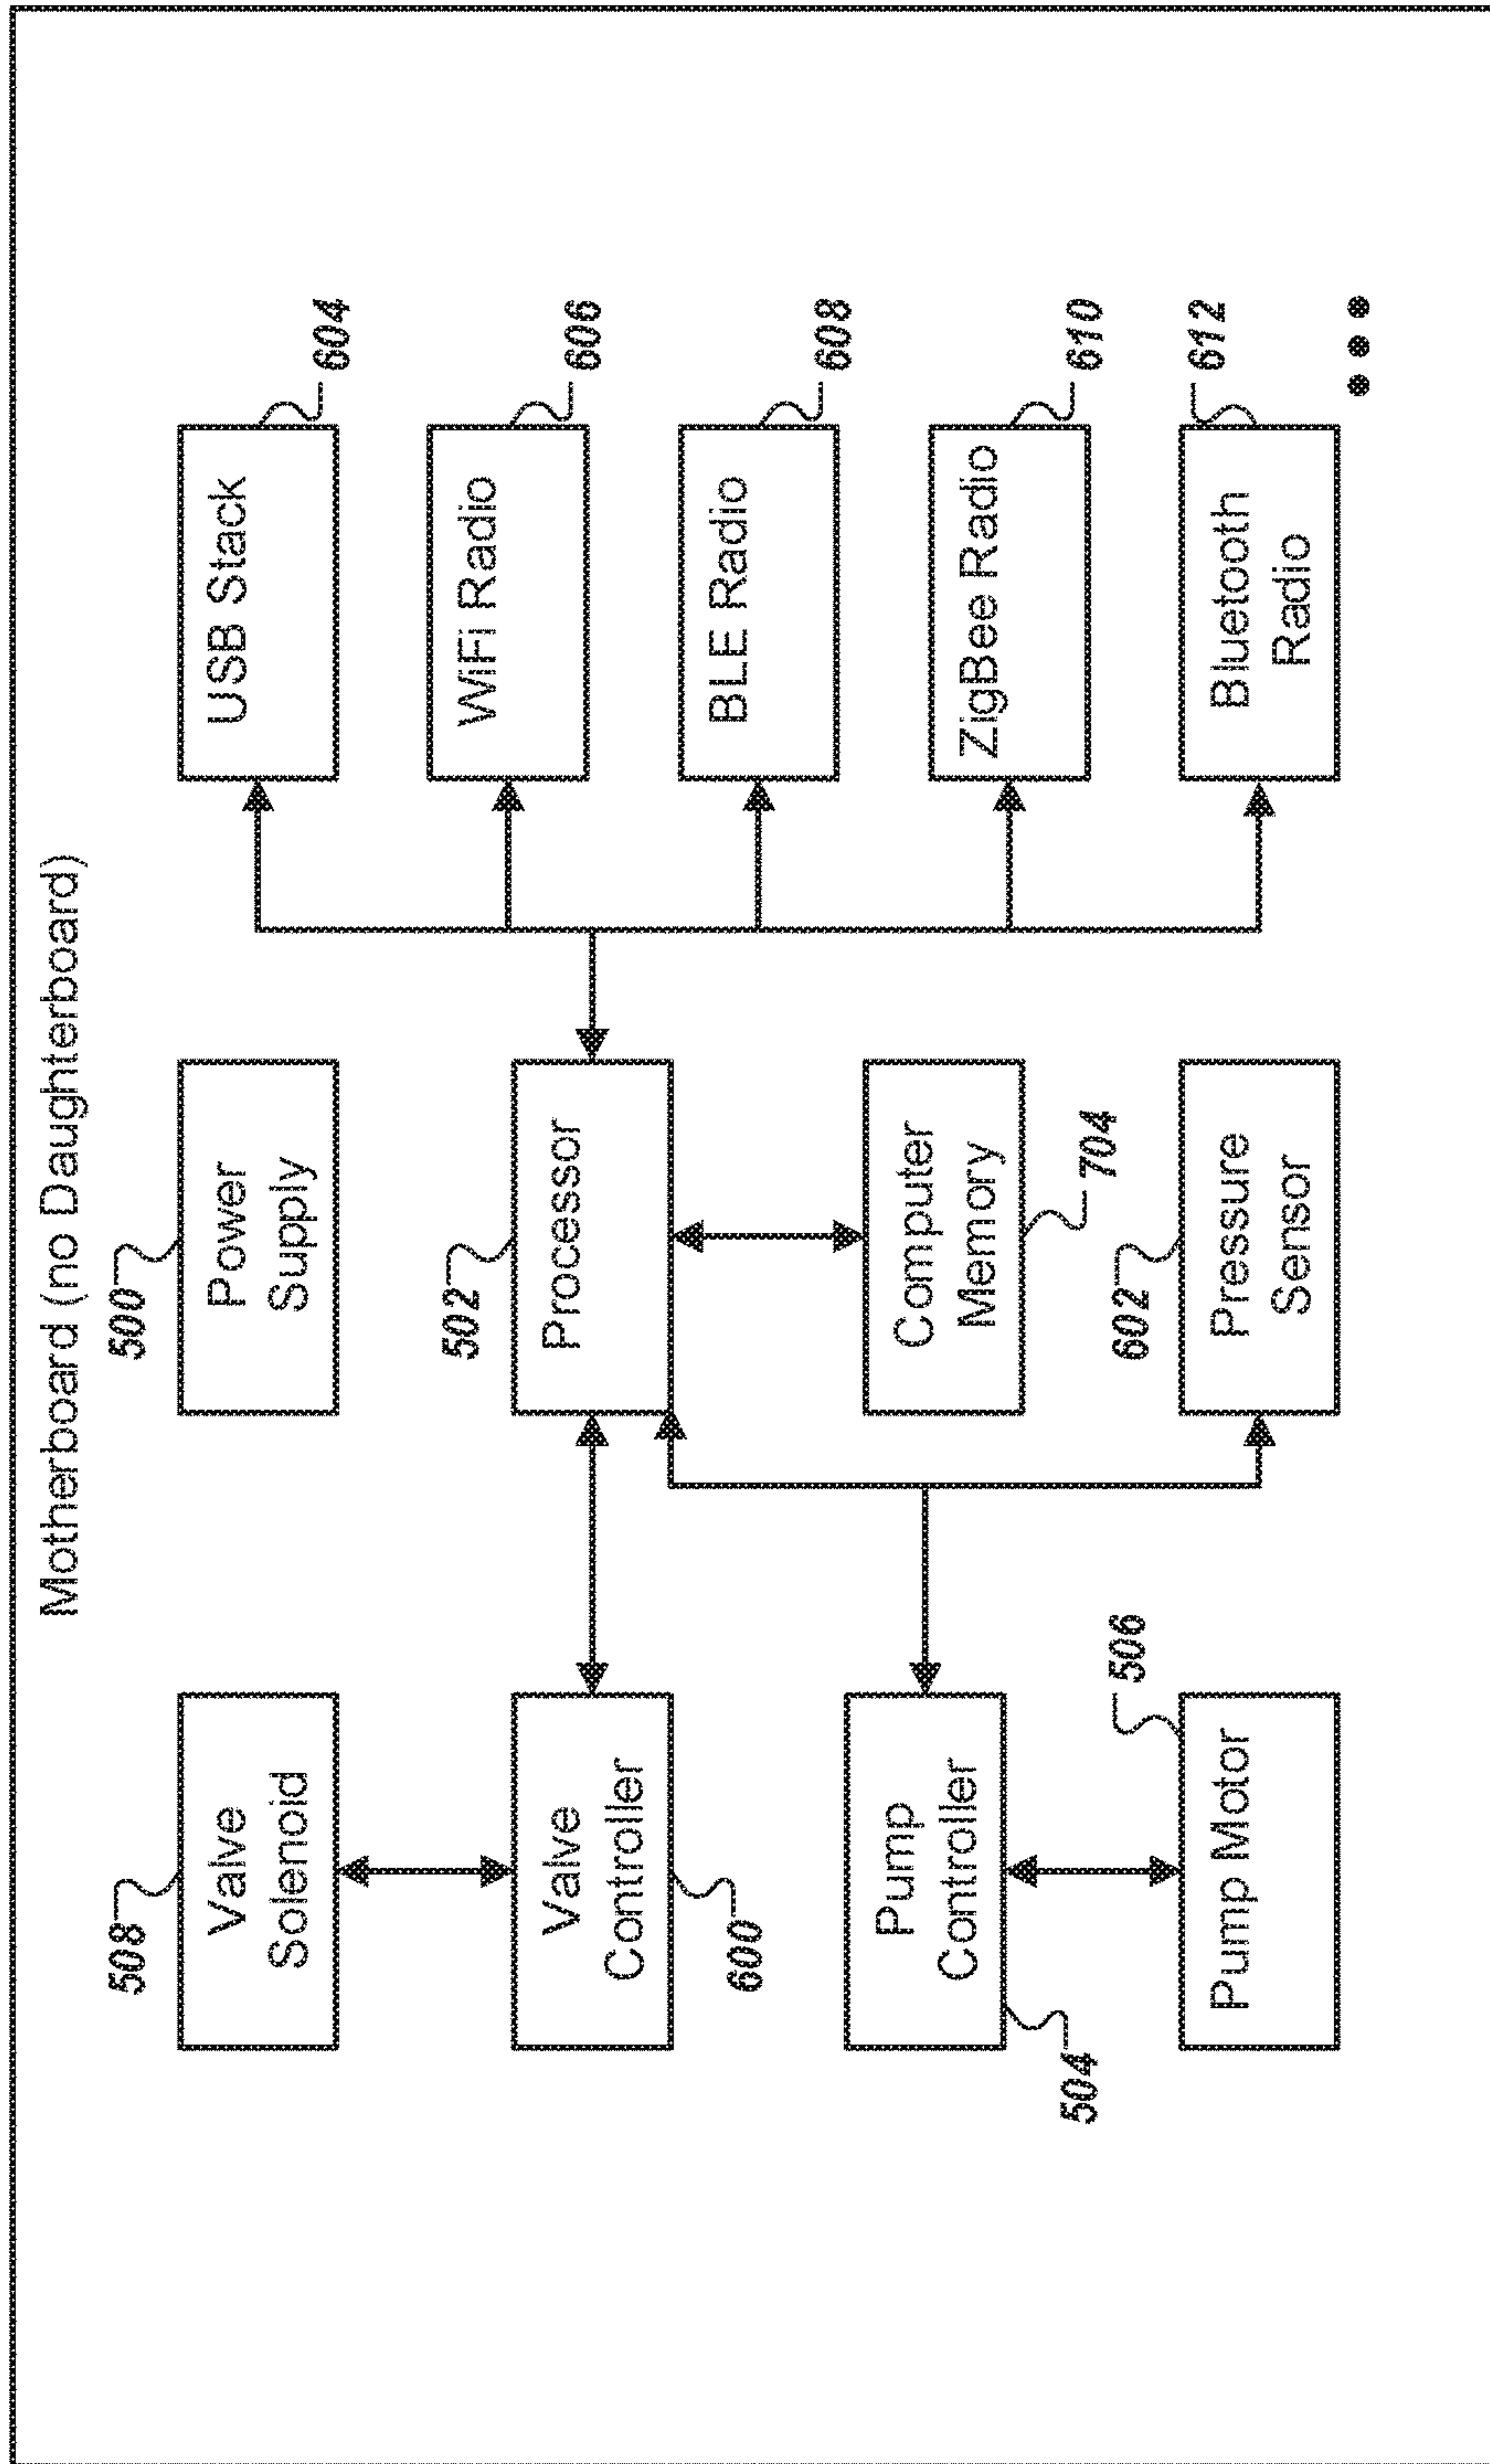 Motherboard (no Daughterboard)
508
Valve
Solenoid
500
Power
Supply
USB Stack
604
Valve
Controller
600
502
Processor
WiFi Radio
606
BLE Radio
608
Pump
Controller
504
Computer
Memory
704
ZigBee Radio
610
506
Pump Motor
602
Pressure
Sensor
Bluetooth
Radio
612